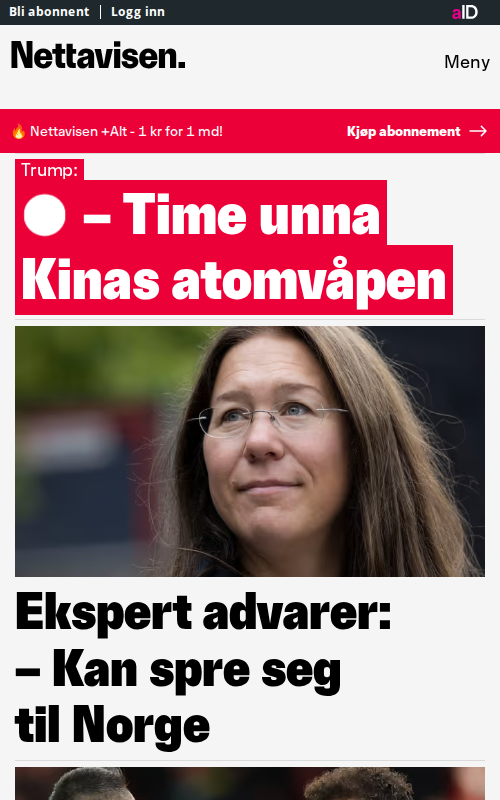 Bli abonnent | Logg inn
aID
Nettavisen.
Meny
🔥 Nettavisen +Alt - 1 kr for 1 md!
Kjøp abonnement →
Trump:
– Time unna
Kinas atomvåpen
Ekspert advarer:
– Kan spre seg
til Norge